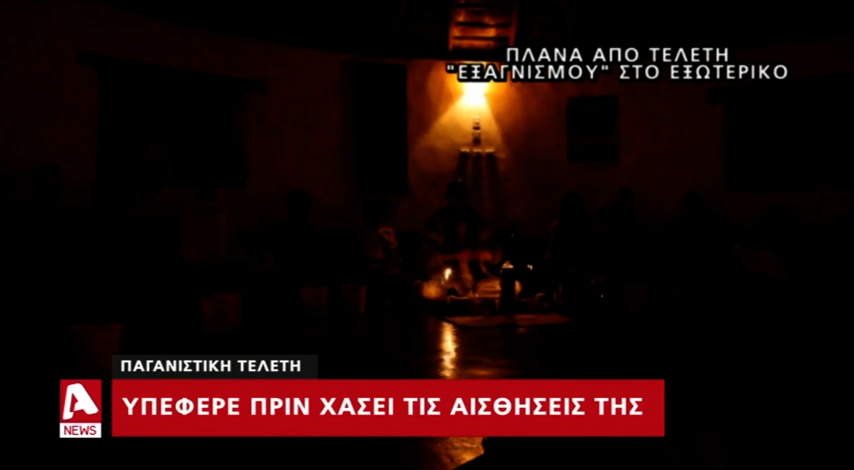 ΠΛΑΝΑ ΑΠΟ ΤΕΛΕΤΗ
"ΕΞΑΓΝΙΣΜΟΥ" ΣΤΟ ΕΞΩΤΕΡΙΚΟ
ΠΑΓΑΝΙΣΤΙΚΗ ΤΕΛΕΤΗ
ΥΠΕΦΕΡΕ ΠΡΙΝ ΧΑΣΕΙ ΤΙΣ ΑΙΣΘΗΣΕΙΣ ΤΗΣ
A
NEWS